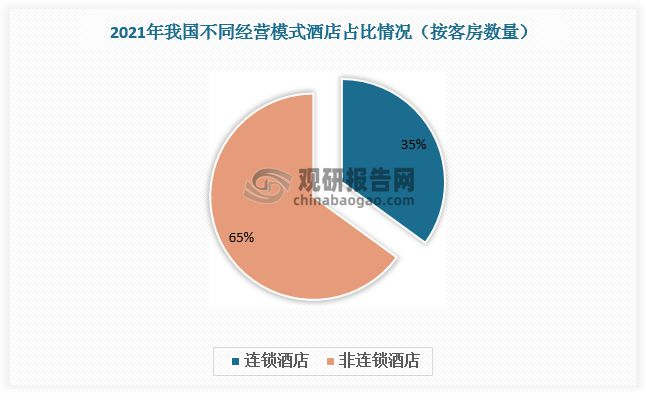 2021年我国不同经营模式酒店占比情况（按客房数量）
35%
观研报告网
chinabaogao.com
65%
连锁酒店 非连锁酒店